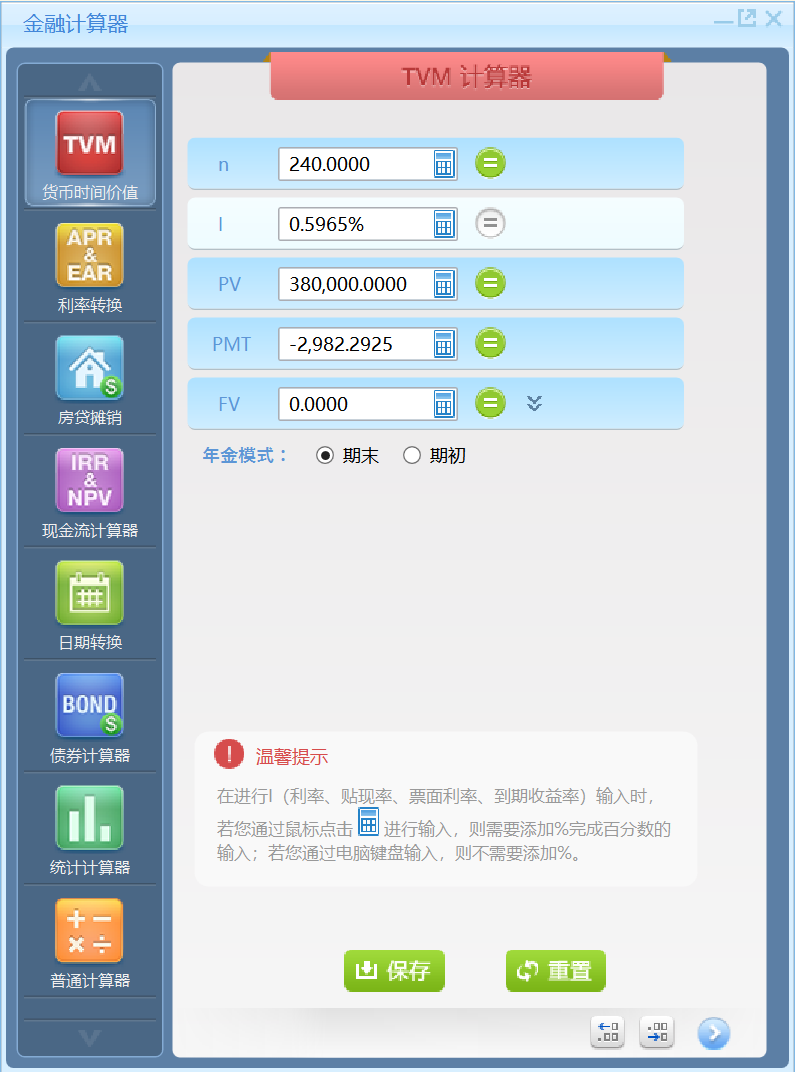 金融计算器
TVM
货币时间价值
APR
&
EAR
利率转换
$
房贷摊销
IRR
&
NPV
现金流计算器
日期转换
BOND
$
债券计算器
统计计算器
普通计算器
TVM 计算器
n 240.0000
I 0.5965%
PV 380,000.0000
PMT -2,982.2925
FV 0.0000
年金模式： 期末 期初
温馨提示
在进行I（利率、贴现率、票面利率、到期收益率）输入时，
若您通过鼠标点击 进行输入，则需要添加%完成百分数的
输入；若您通过电脑键盘输入，则不需要添加%。
保存 重置